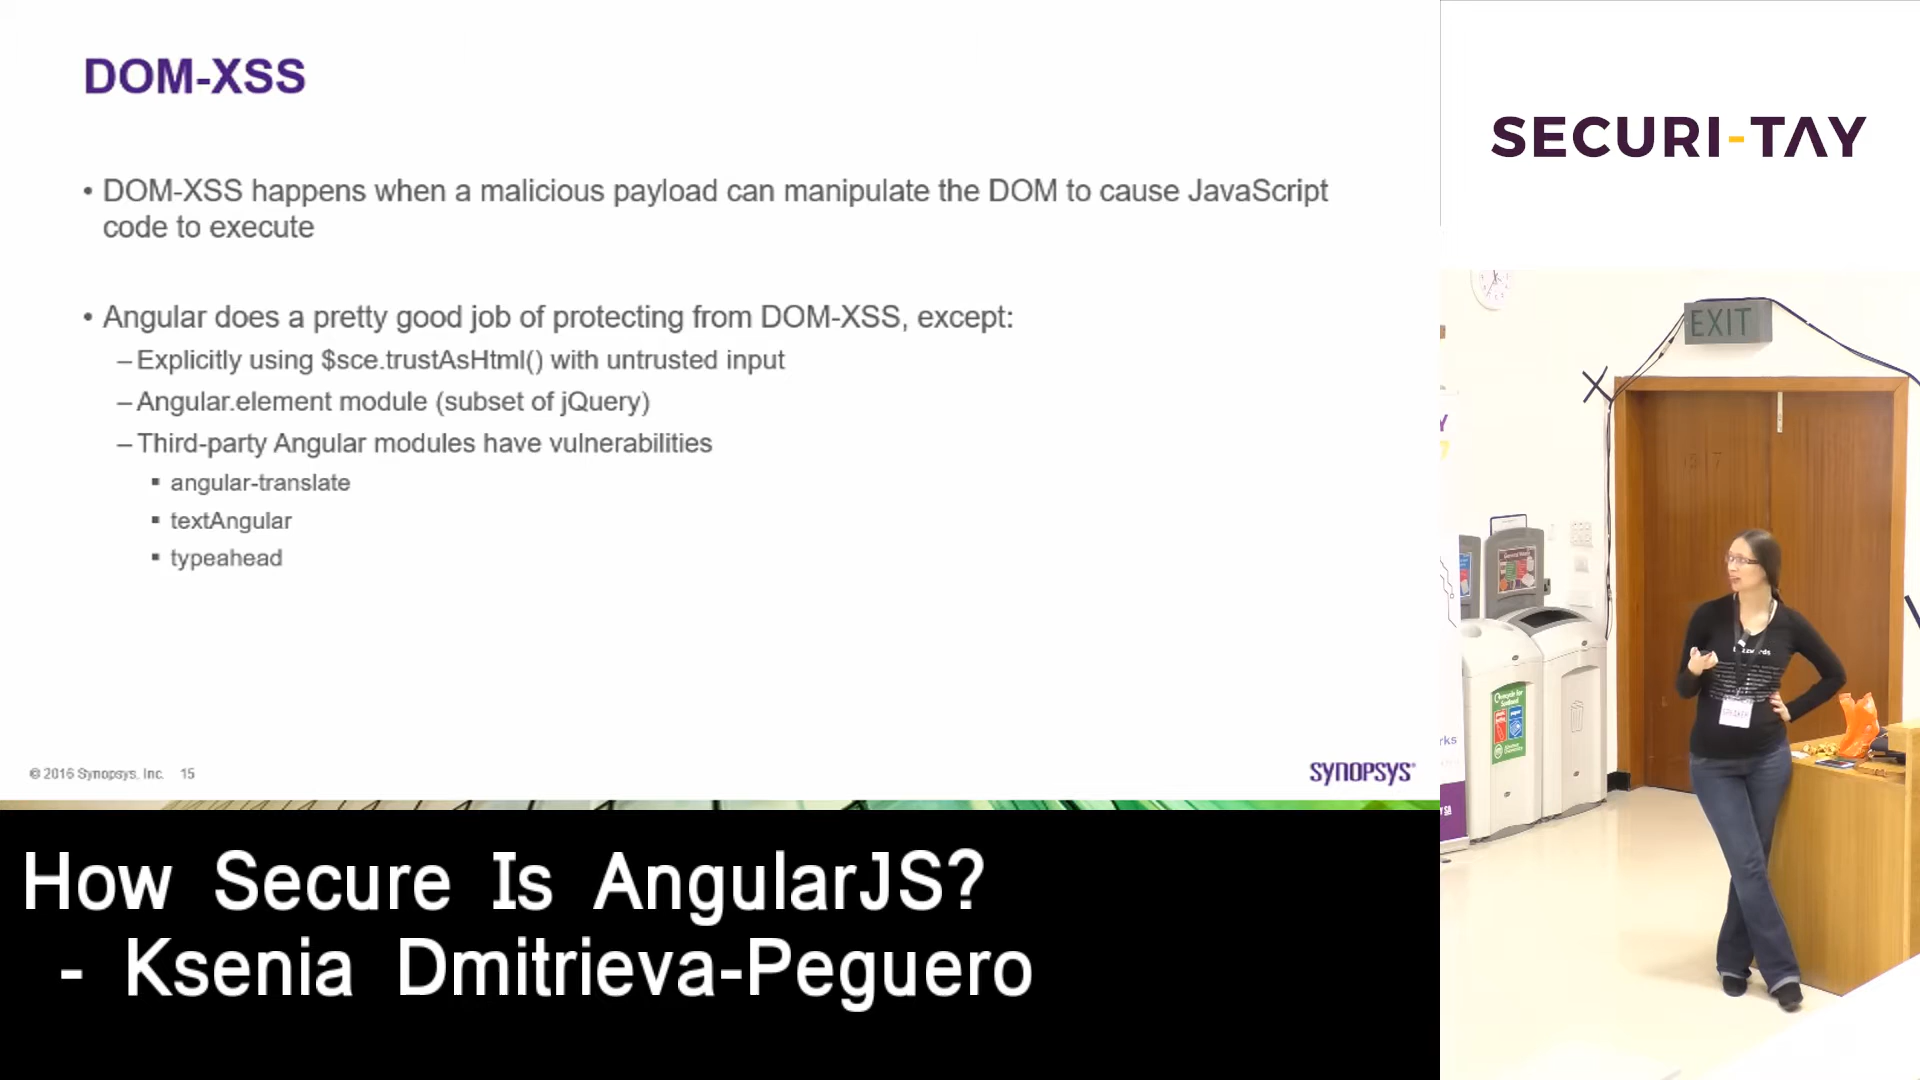 DOM-XSS
• DOM-XSS happens when a malicious payload can manipulate the DOM to cause JavaScript
code to execute
• Angular does a pretty good job of protecting from DOM-XSS, except:
– Explicitly using $sce.trustAsHtml() with untrusted input
– Angular.element module (subset of jQuery)
– Third-party Angular modules have vulnerabilities
▪ angular-translate
▪ textAngular
▪ typeahead
© 2016 Synopsys, Inc. 15
SYNOPSYS®
How Secure Is AngularJS?
- Ksenia Dmitrieva-Peguero
SECURI-TAY
EXIT